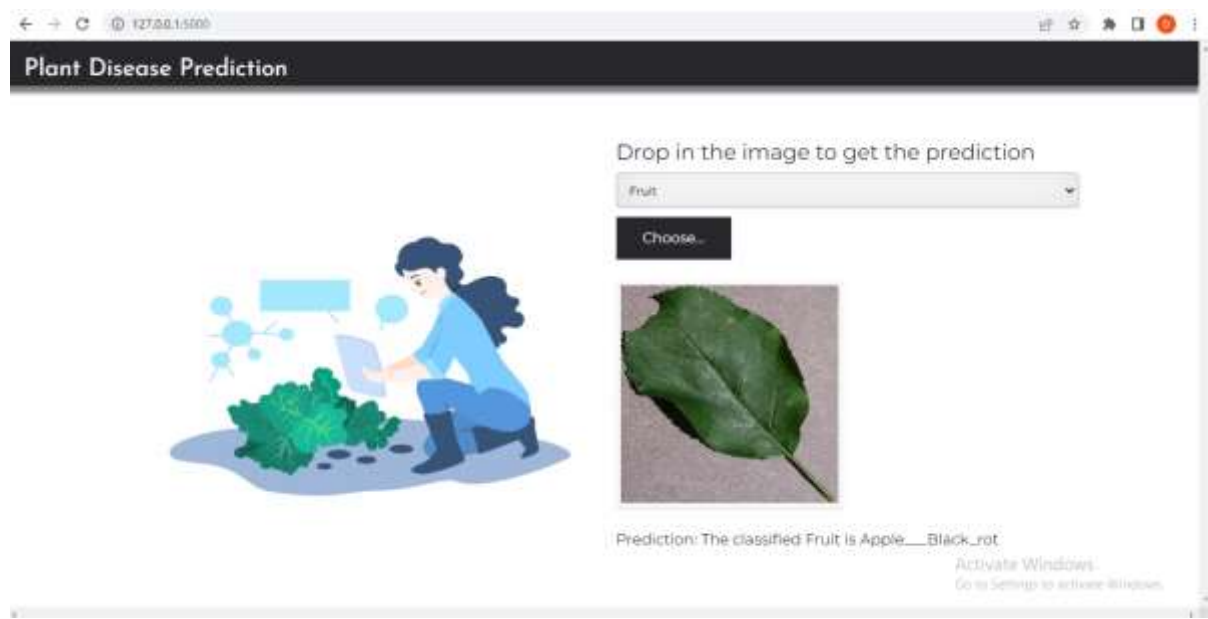 127.0.0.1:5000
Plant Disease Prediction
Drop in the image to get the prediction
Fruit
Choose...
Prediction: The classified Fruit is Apple___Black_rot
Activate Windows
Go to Settings to activate Windows.